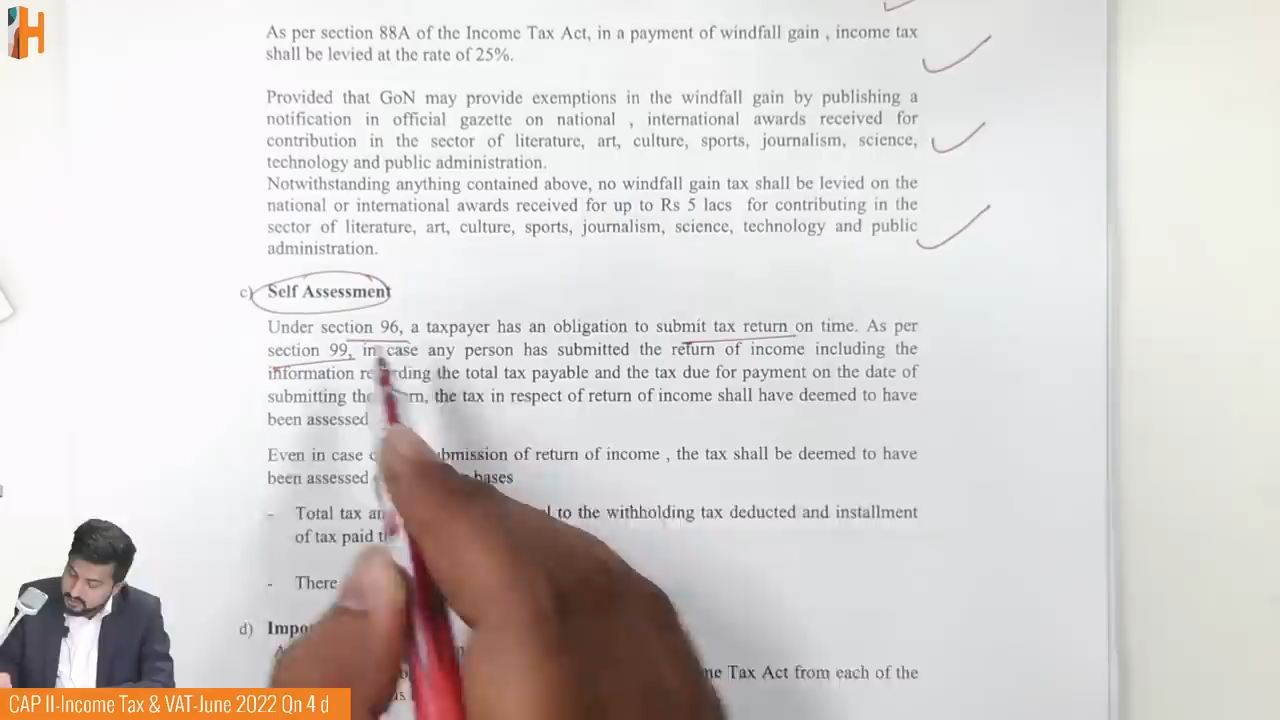 H
As per section 88A of the Income Tax Act, in a payment of windfall gain , income tax
shall be levied at the rate of 25%.
Provided that GoN may provide exemptions in the windfall gain by publishing a
notification in official gazette on national , international awards received for
contribution in the sector of literature, art, culture, sports, journalism, science,
technology and public administration.
Notwithstanding anything contained above, no windfall gain tax shall be levied on the
national or international awards received for up to Rs 5 lacs for contributing in the
sector of literature, art, culture, sports, journalism, science, technology and public
administration.
c) Self Assessment
Under section 96, a taxpayer has an obligation to submit tax return on time. As per
section 99, in case any person has submitted the return of income including the
information the total tax payable and the tax due for payment on the date of
submitting the tax in respect of return of income shall have deemed to have
been assessed
Even in case of return of income , the tax shall be deemed to have
been assessed bases
- Total tax to the withholding tax deducted and installment
of tax paid
- There
d)
Tax Act from each of the
CAP II-Income Tax & VAT-June 2022 Qn 4 d